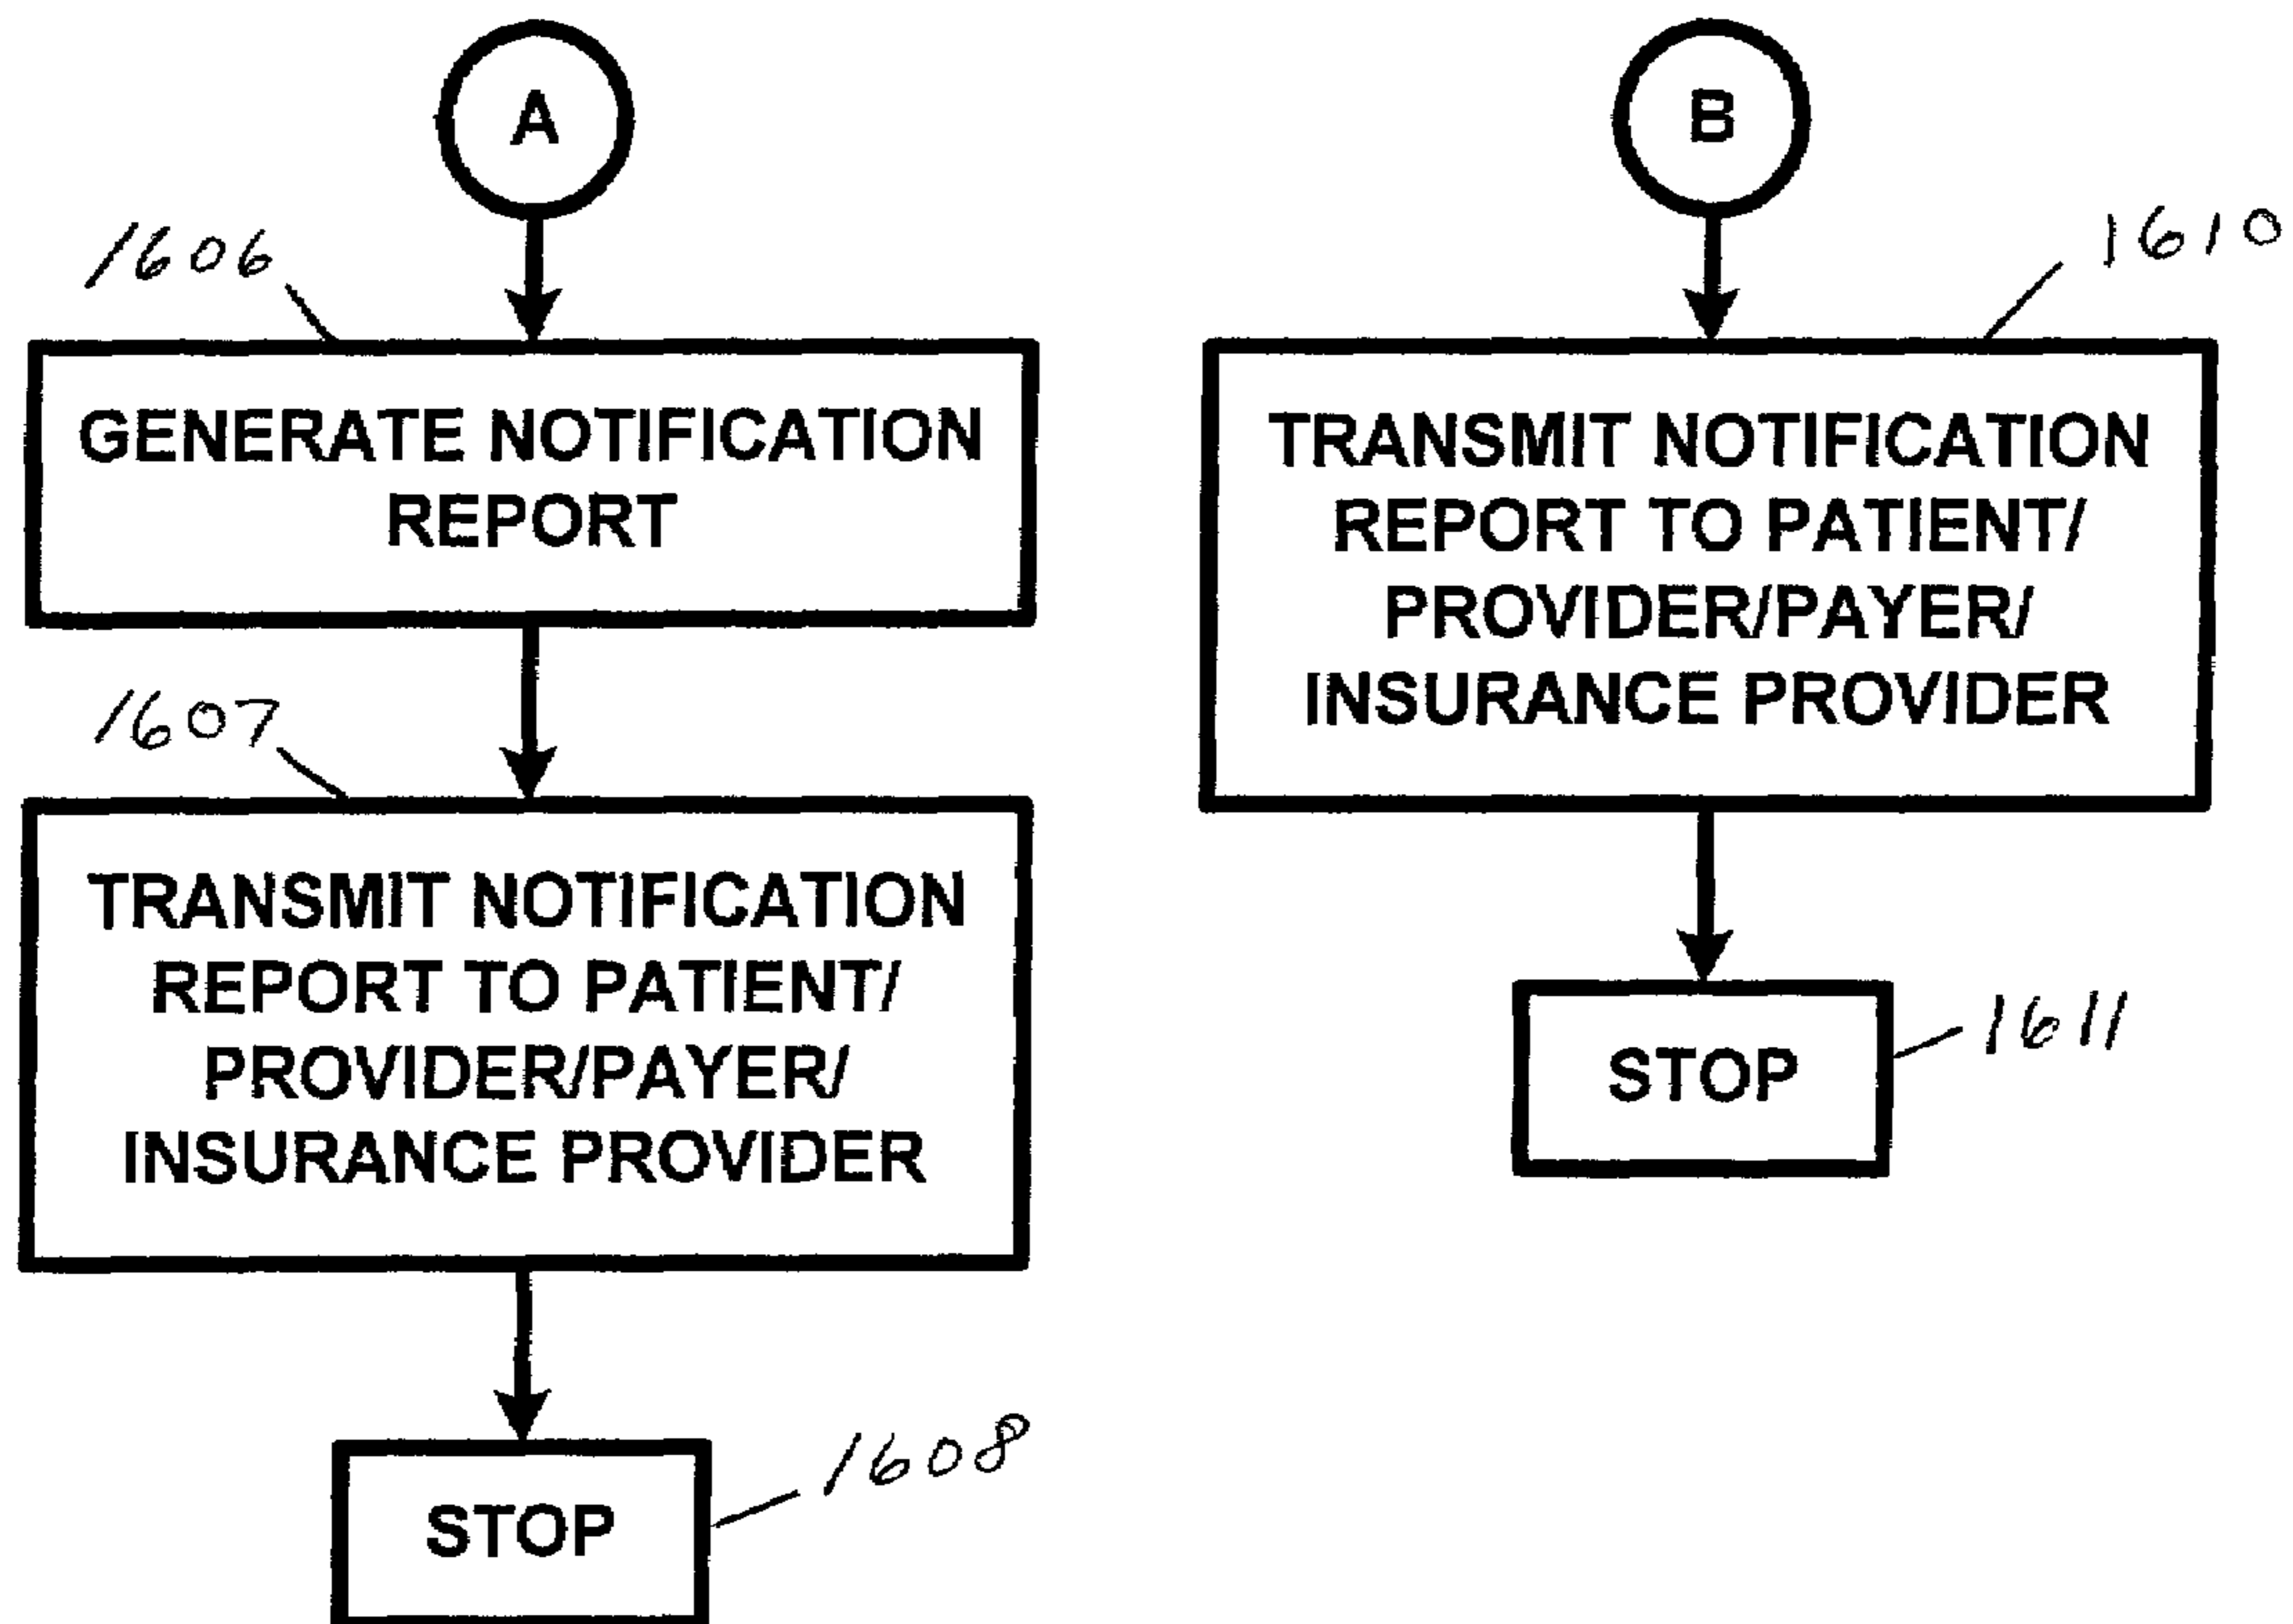 A
1606
GENERATE NOTIFICATION
REPORT
1607
TRANSMIT NOTIFICATION
REPORT TO PATIENT/
PROVIDER/PAYER/
INSURANCE PROVIDER
STOP
1608
B
1610
TRANSMIT NOTIFICATION
REPORT TO PATIENT/
PROVIDER/PAYER/
INSURANCE PROVIDER
STOP
1611